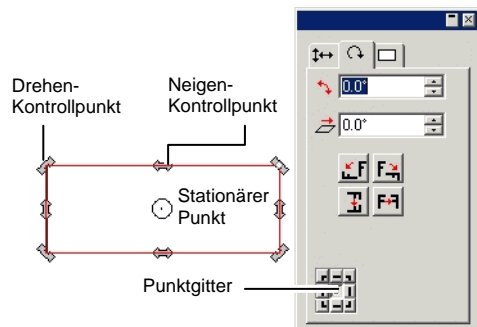 Drehen-
Kontrollpunkt
Neigen-
Kontrollpunkt
Stationärer
Punkt
Punktgitter
0.0°
0.0°